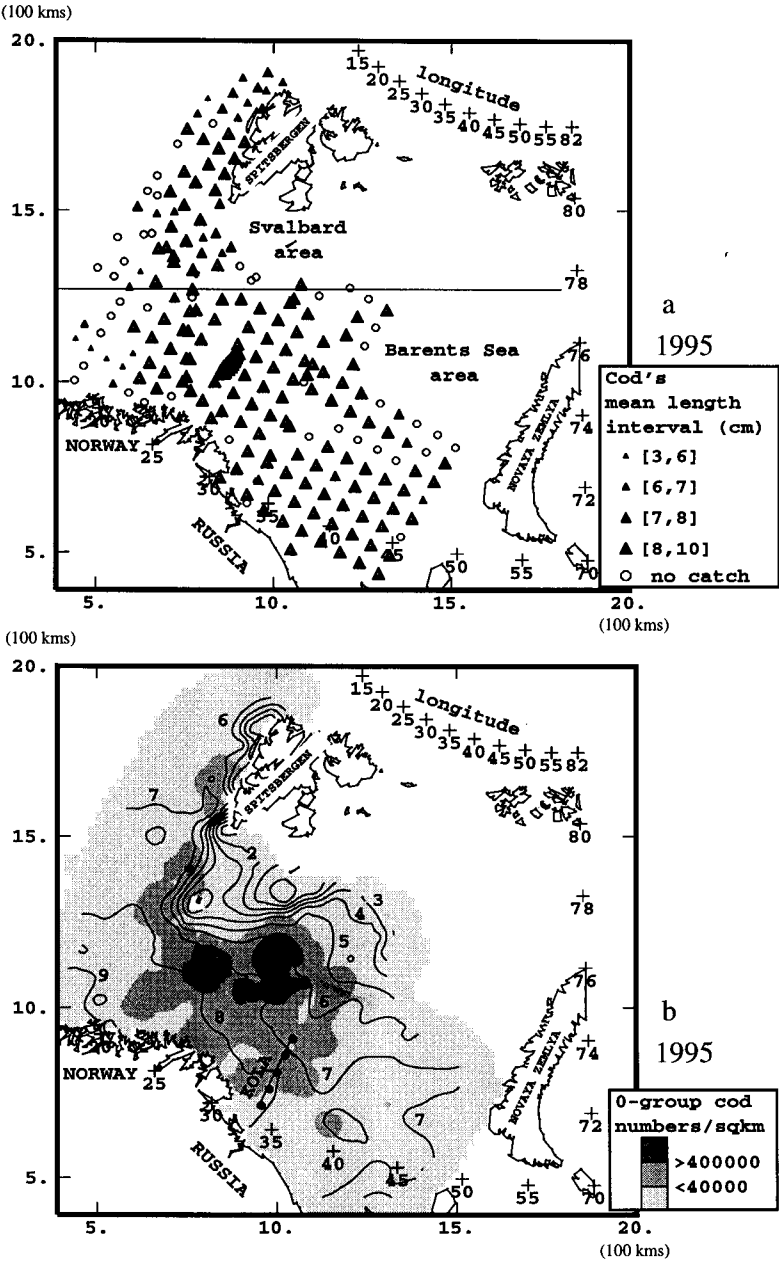 (100 kms)
20.
15
20
25
30
35
40
45
50
55
82
longitude
SPITSBERGEN
15.
80
Svalbard
area
78
a
1995
Barents Sea
area
76
10.
Cod's
mean length
interval (cm)
[3,6]
[6,7]
[7,8]
[8,10]
no catch
NORWAY
25
74
NOVAYA ZEMLYA
30
35
72
RUSSIA
45
5.
50
55
70
5.
10.
15.
20.
(100 kms)
(100 kms)
20.
15
20
25
30
35
40
45
50
55
82
longitude
6
SPITSBERGEN
7
15.
80
2
3
4
78
5
9
76
10.
6
8
b
1995
NORWAY
25
KOLA
7
74
NOVAYA ZEMLYA
7
0-group cod
numbers/sqkm
>400000
<40000
30
35
72
RUSSIA
40
45
5.
50
55
70
5.
10.
15.
20.
(100 kms)